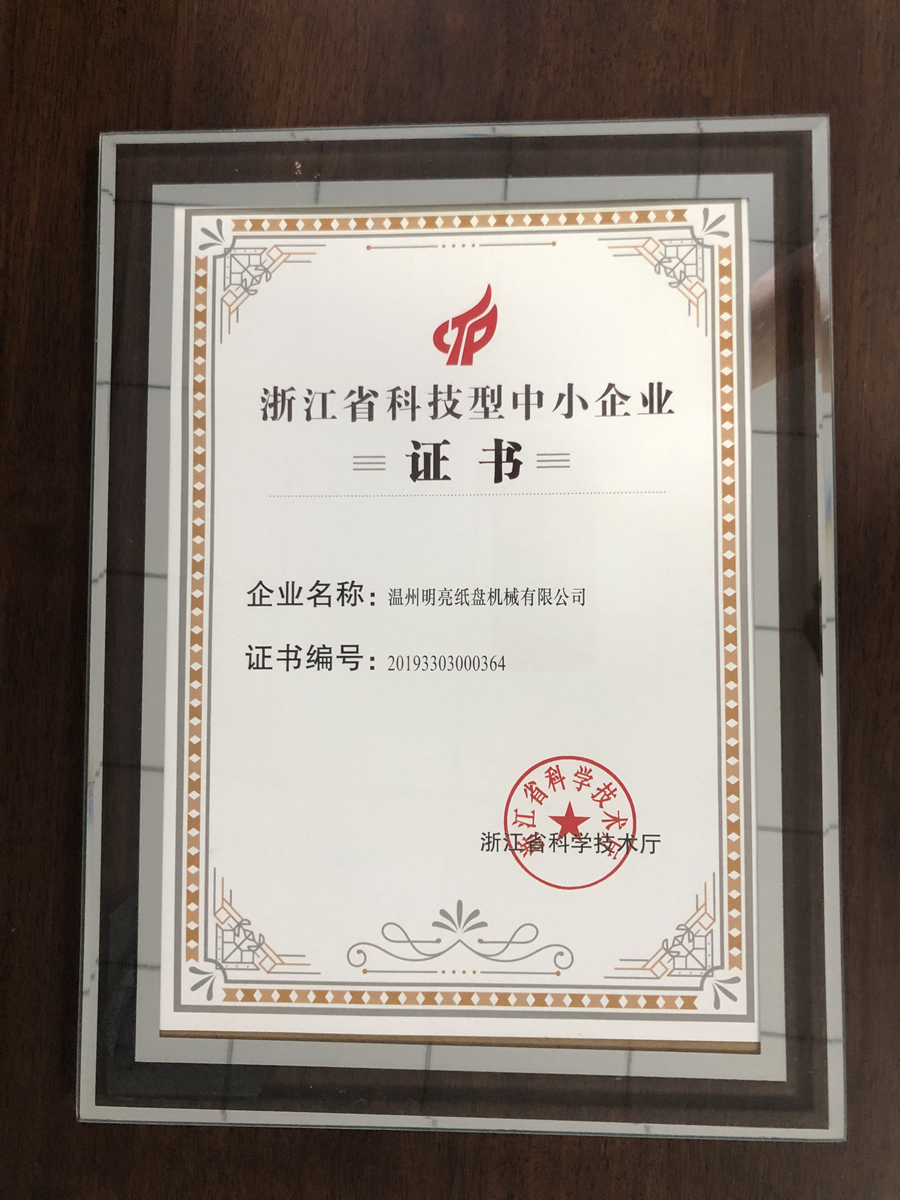 浙江省科技型中小企业
证书
企业名称：温州明亮纸盘机械有限公司
证书编号：20193303000364
浙江省科学技术厅
浙江省科学技术厅